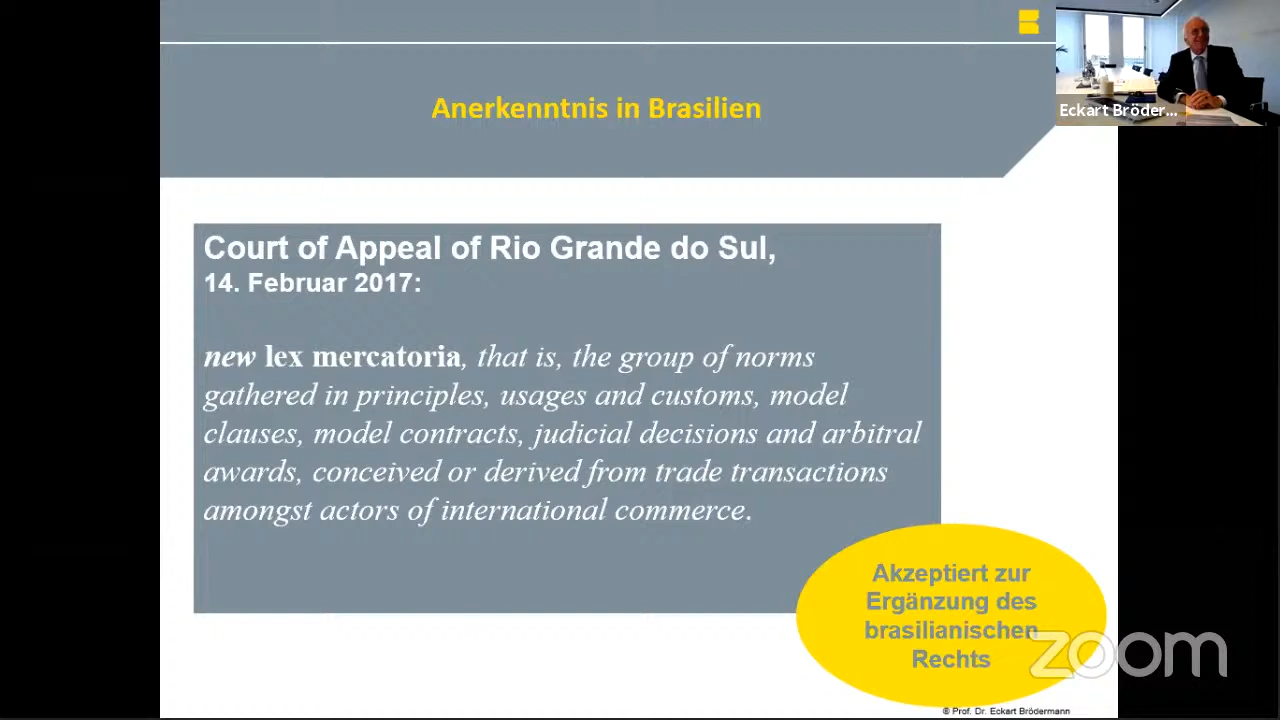 Anerkenntnis in Brasilien
Eckart Bröder...
Court of Appeal of Rio Grande do Sul,
14. Februar 2017:
new lex mercatoria, that is, the group of norms
gathered in principles, usages and customs, model
clauses, model contracts, judicial decisions and arbitral
awards, conceived or derived from trade transactions
amongst actors of international commerce.
Akzeptiert zur
Ergänzung des
brasilianischen
Rechts
zoom
© Prof. Dr. Eckart Brödermann